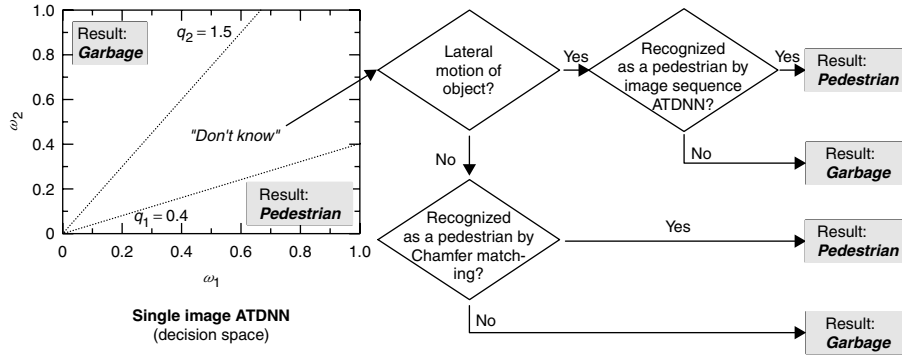 1.0
0.8
0.6
0.4
0.2
0
ω2
Result:
Garbage
q2 = 1.5
"Don't know"
Result:
Pedestrian
q1 = 0.4
0 0.2 0.4 0.6 0.8 1.0
ω1
Single image ATDNN
(decision space)
Lateral
motion of
object?
Yes
Recognized
as a pedestrian by
image sequence
ATDNN?
Yes
Result:
Pedestrian
No
Result:
Garbage
No
Recognized
as a pedestrian by
Chamfer match-
ing?
Yes
Result:
Pedestrian
No
Result:
Garbage